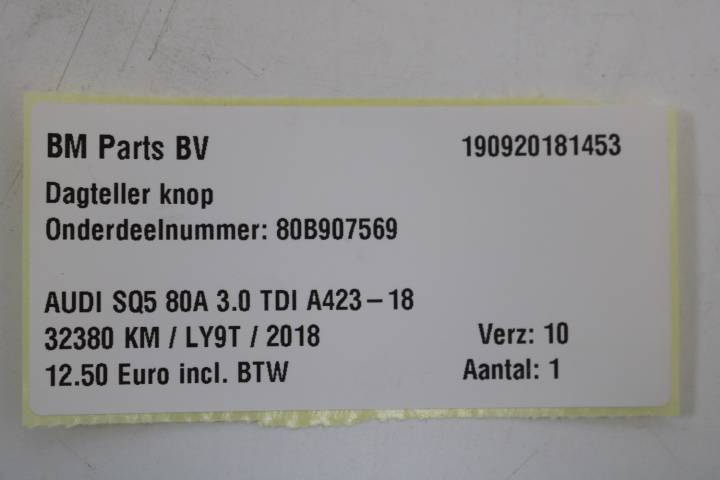 BM Parts BV 190920181453
Dagteller knop
Onderdeelnummer: 80B907569
AUDI SQ5 80A 3.0 TDI A423-18
32380 KM / LY9T / 2018 Verz: 10
12.50 Euro incl. BTW Aantal: 1